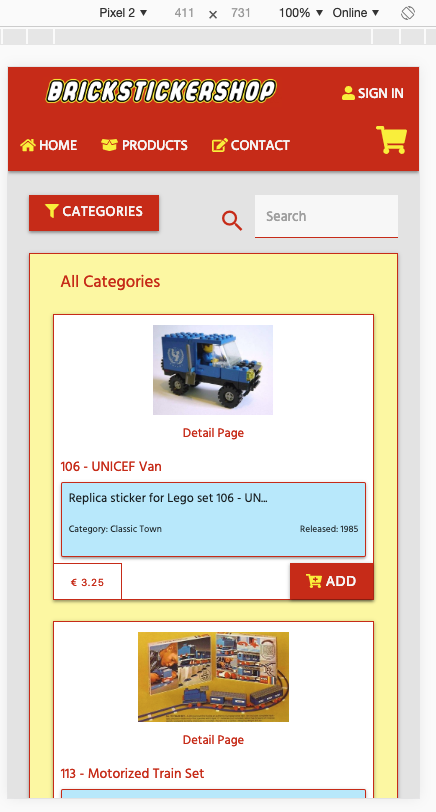 Pixel 2 ▼ 411 × 731 100% ▼ Online ▼
BRICKSTICKERSHOP
SIGN IN
HOME PRODUCTS CONTACT
CATEGORIES
Search
All Categories
Detail Page
106 - UNICEF Van
Replica sticker for Lego set 106 - UN...
Category: Classic Town Released: 1985
€ 3.25
ADD
Detail Page
113 - Motorized Train Set